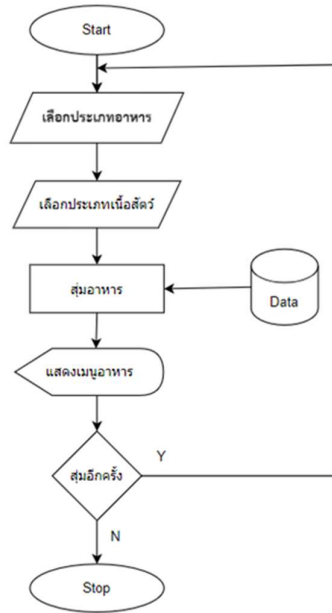 Start
เลือกประเภทอาหาร
เลือกประเภทเนื้อสัตว์
สุ่มอาหาร
Data
แสดงเมนูอาหาร
สุ่มอีกครั้ง
Y
N
Stop